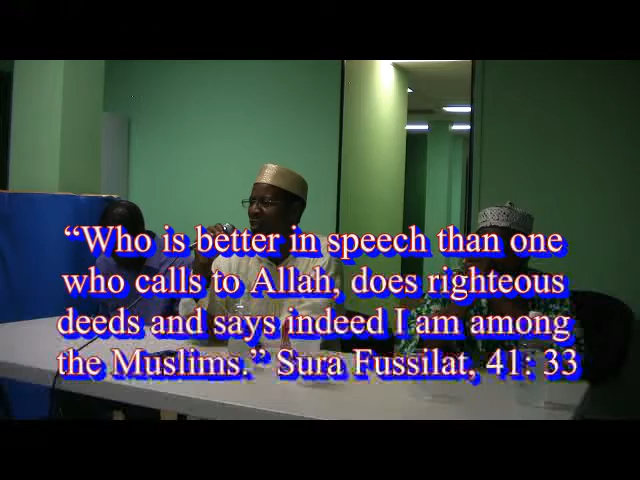 “Who is better in speech than one
who calls to Allah, does righteous
deeds and says indeed I am among
the Muslims.” Sura Fussilat, 41: 33